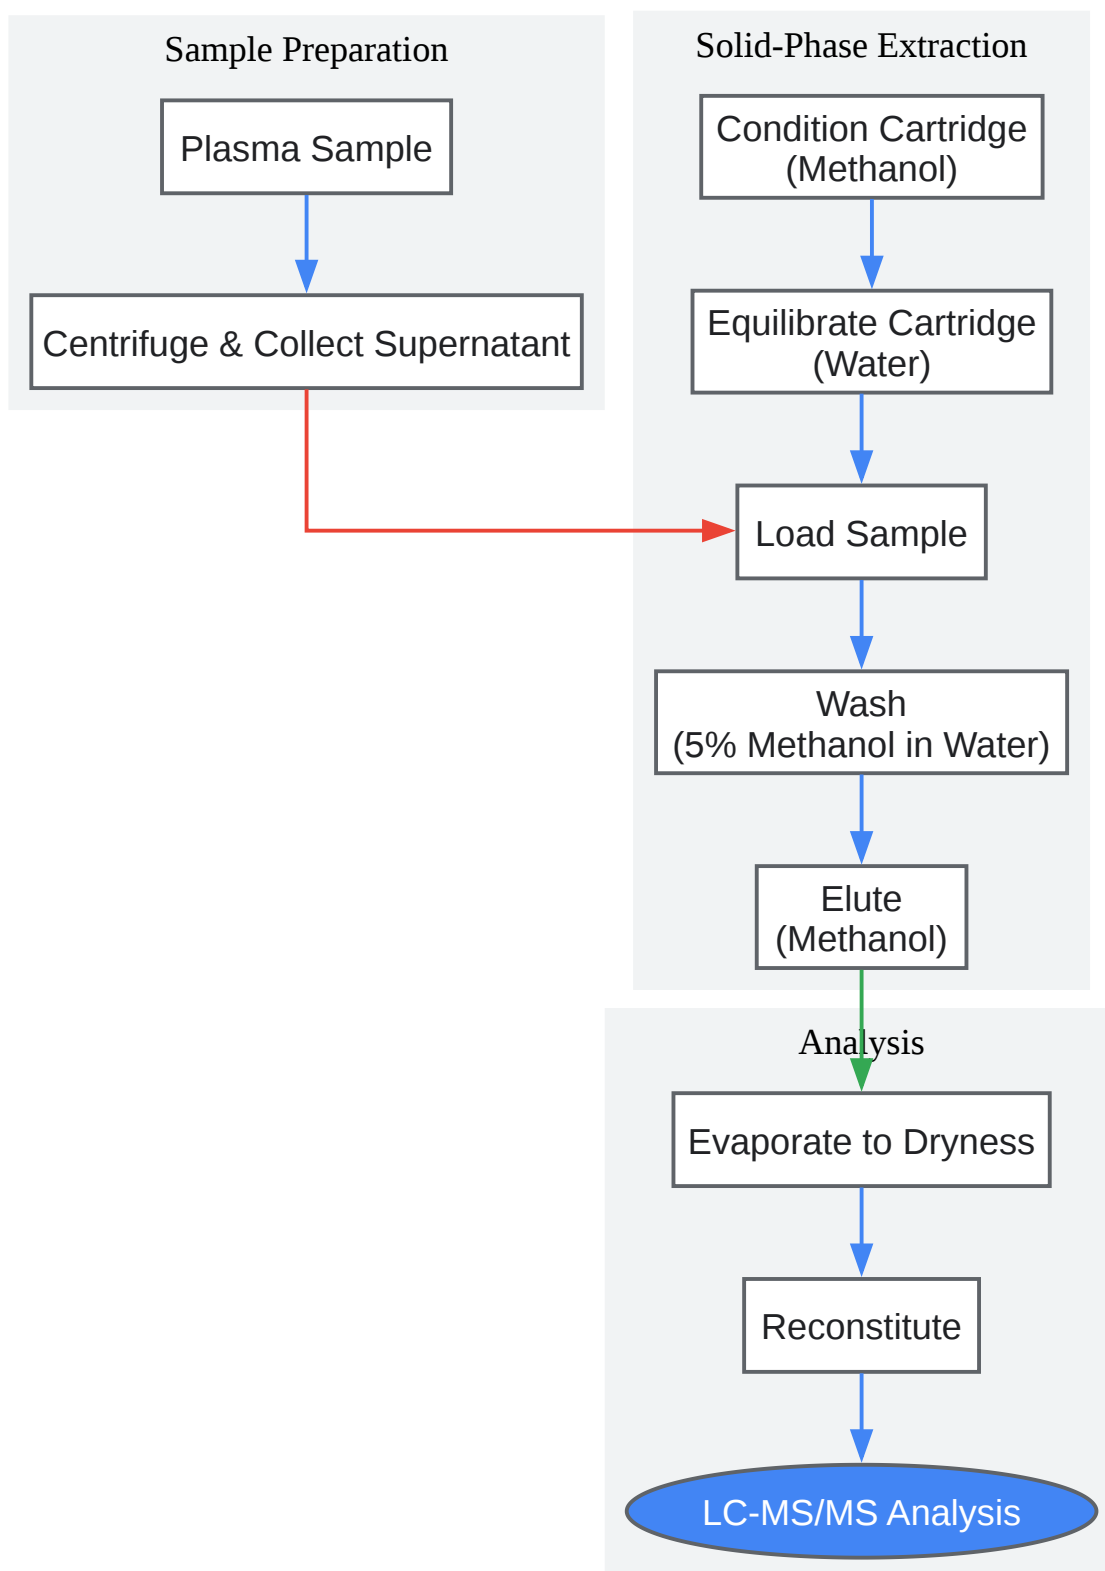 Sample Preparation
Plasma Sample
Centrifuge & Collect Supernatant
Solid-Phase Extraction
Condition Cartridge
(Methanol)
Equilibrate Cartridge
(Water)
Load Sample
Wash
(5% Methanol in Water)
Elute
(Methanol)
Analysis
Evaporate to Dryness
Reconstitute
LC-MS/MS Analysis